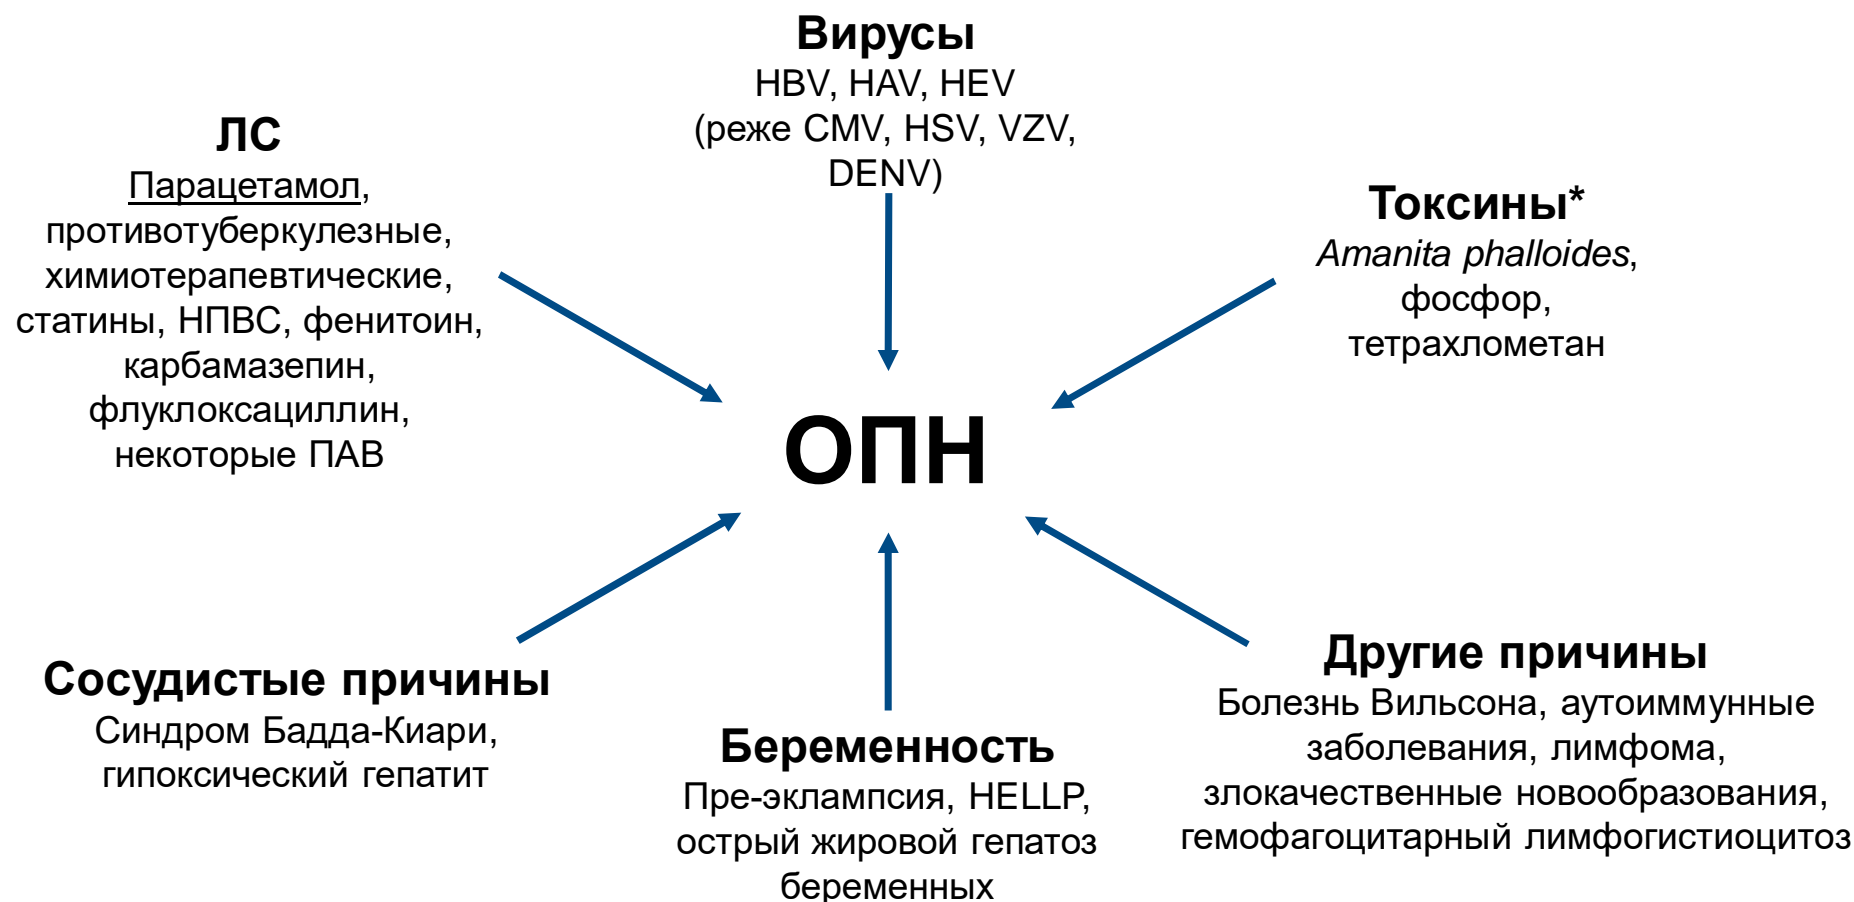 Вирусы
HBV, HAV, HEV
(реже CMV, HSV, VZV,
DENV)
ЛС
Парацетамол,
противотуберкулезные,
химиотерапевтические,
статины, НПВС, фенитоин,
карбамазепин,
флуклоксациллин,
некоторые ПАВ
Токсины*
Amanita phalloides,
фосфор,
тетрахлометан
ОПН
Сосудистые причины
Синдром Бадда-Киари,
гипоксический гепатит
Беременность
Пре-эклампсия, HELLP,
острый жировой гепатоз
беременных
Другие причины
Болезнь Вильсона, аутоиммунные
заболевания, лимфома,
злокачественные новообразования,
гемофагоцитарный лимфогистиоцитоз